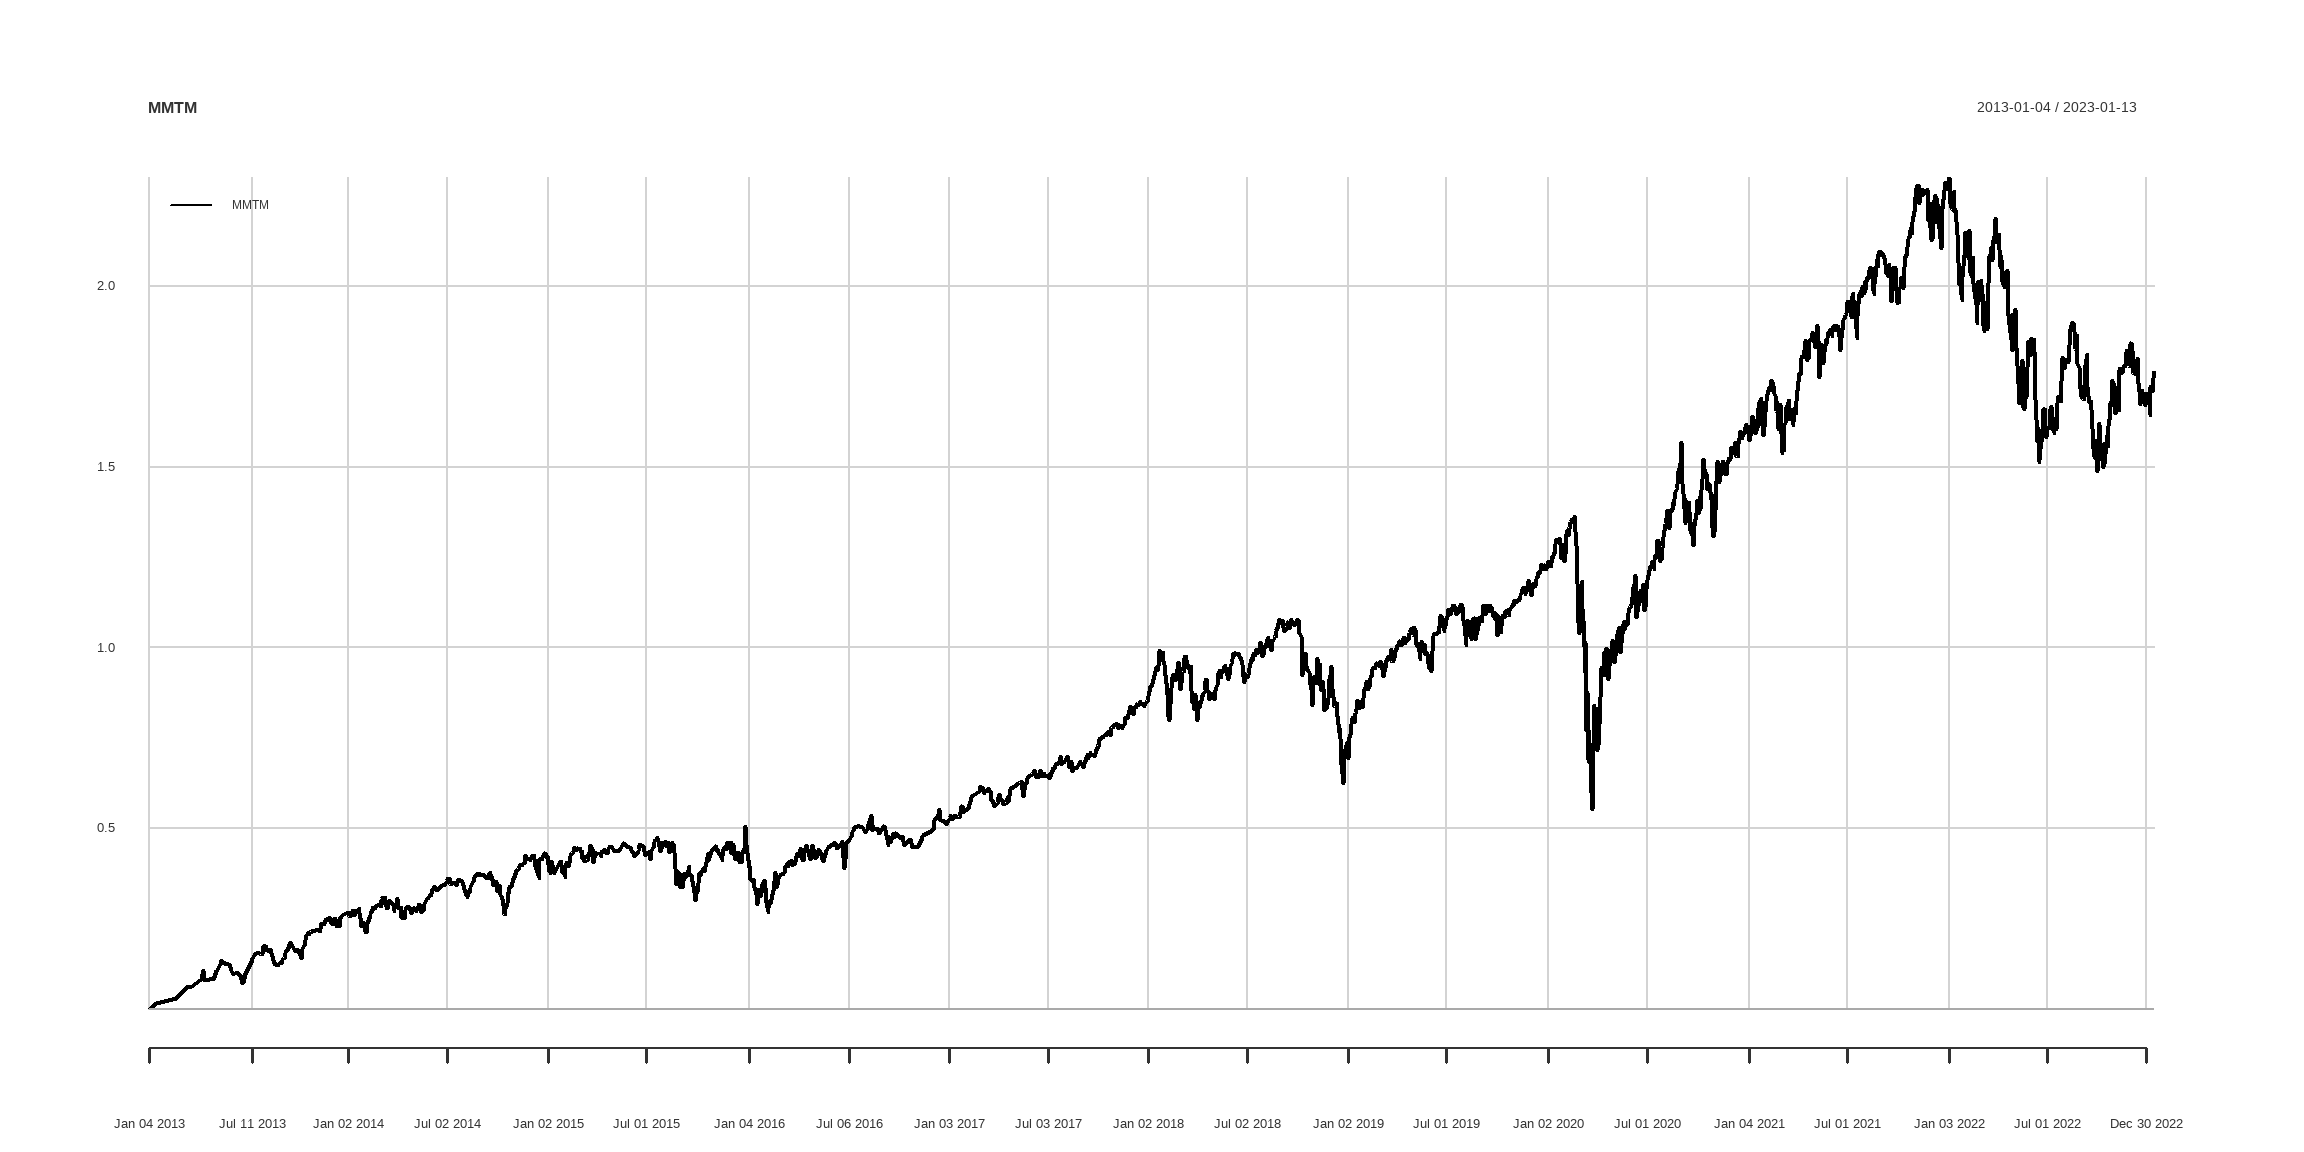 MMTM
2013-01-04 / 2023-01-13
MMTM
2.0
1.5
1.0
0.5
Jan 04 2013
Jul 11 2013
Jan 02 2014
Jul 02 2014
Jan 02 2015
Jul 01 2015
Jan 04 2016
Jul 06 2016
Jan 03 2017
Jul 03 2017
Jan 02 2018
Jul 02 2018
Jan 02 2019
Jul 01 2019
Jan 02 2020
Jul 01 2020
Jan 04 2021
Jul 01 2021
Jan 03 2022
Jul 01 2022
Dec 30 2022